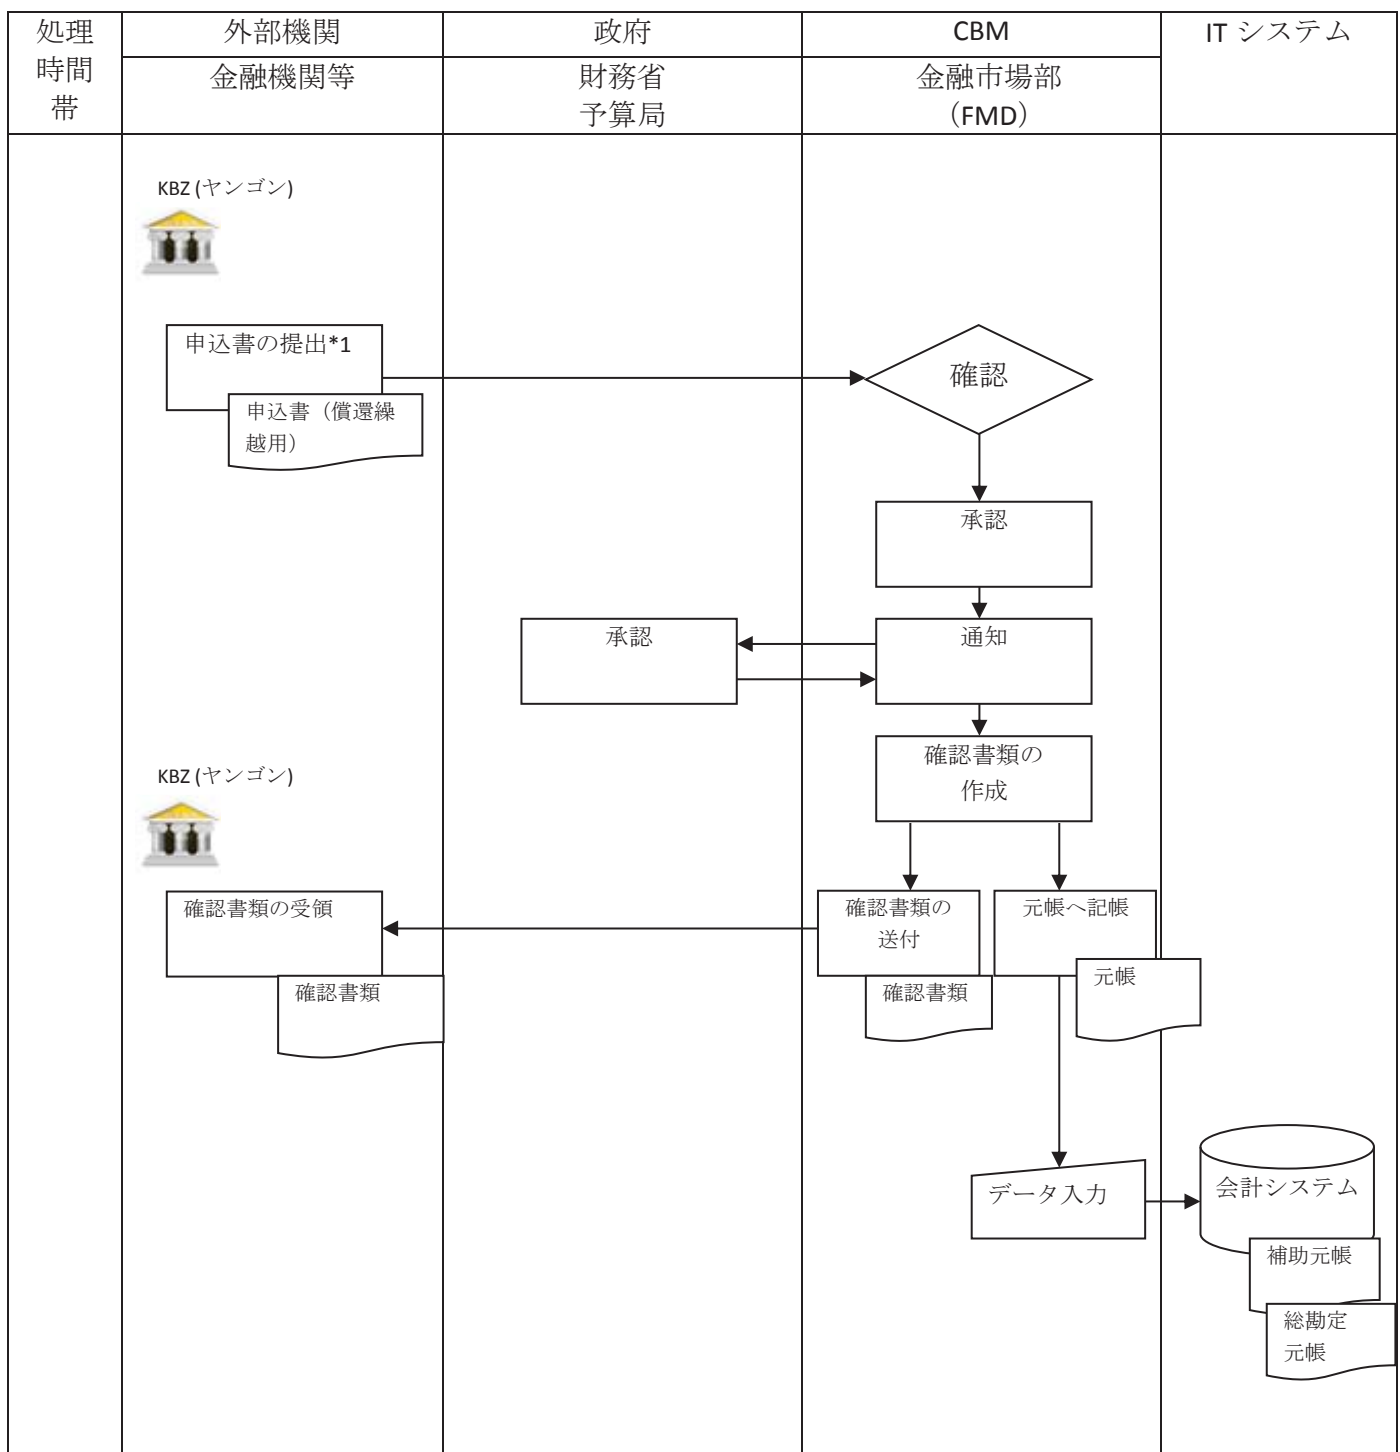 処理
時間
帯
外部機関
政府
CBM
IT システム
金融機関等
財務省
予算局
金融市場部
（FMD）
KBZ (ヤンゴン)
申込書の提出*1
申込書（償還繰
越用）
確認
承認
承認
通知
確認書類の
作成
KBZ (ヤンゴン)
確認書類の受領
確認書類
確認書類の
送付
確認書類
元帳へ記帳
元帳
データ入力
会計システム
補助元帳
総勘定
元帳